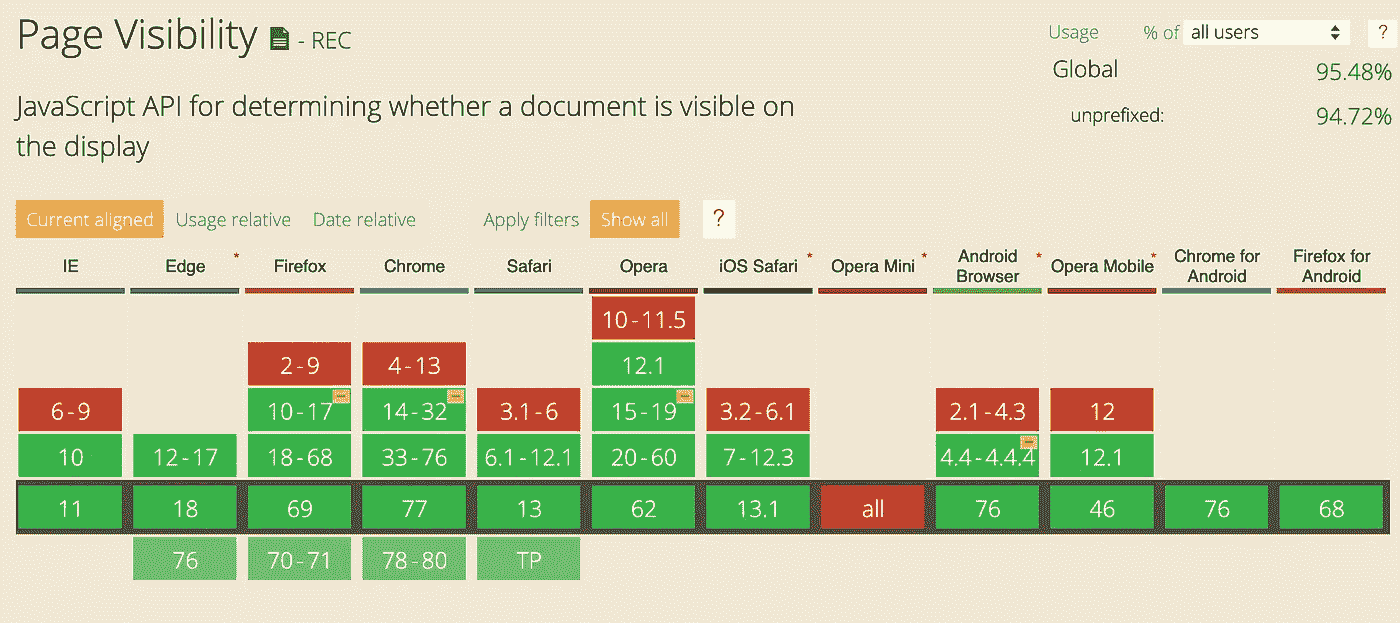 Page Visibility - REC
Usage % of all users ?
Global 95.48%
unprefixed: 94.72%
JavaScript API for determining whether a document is visible on
the display
Current aligned Usage relative Date relative Apply filters Show all ?
IE Edge * Firefox Chrome Safari Opera iOS Safari * Opera Mini * Android Browser * Opera Mobile * Chrome for Android Firefox for Android
10-11.5
2-9 4-13 12.1
6-9 10-17 14-32 3.1-6 15-19 3.2-6.1 2.1-4.3 12
10 12-17 18-68 33-76 6.1-12.1 20-60 7-12.3 4.4-4.4.4 12.1
11 18 69 77 13 62 13.1 all 76 46 76 68
76 70-71 78-80 TP